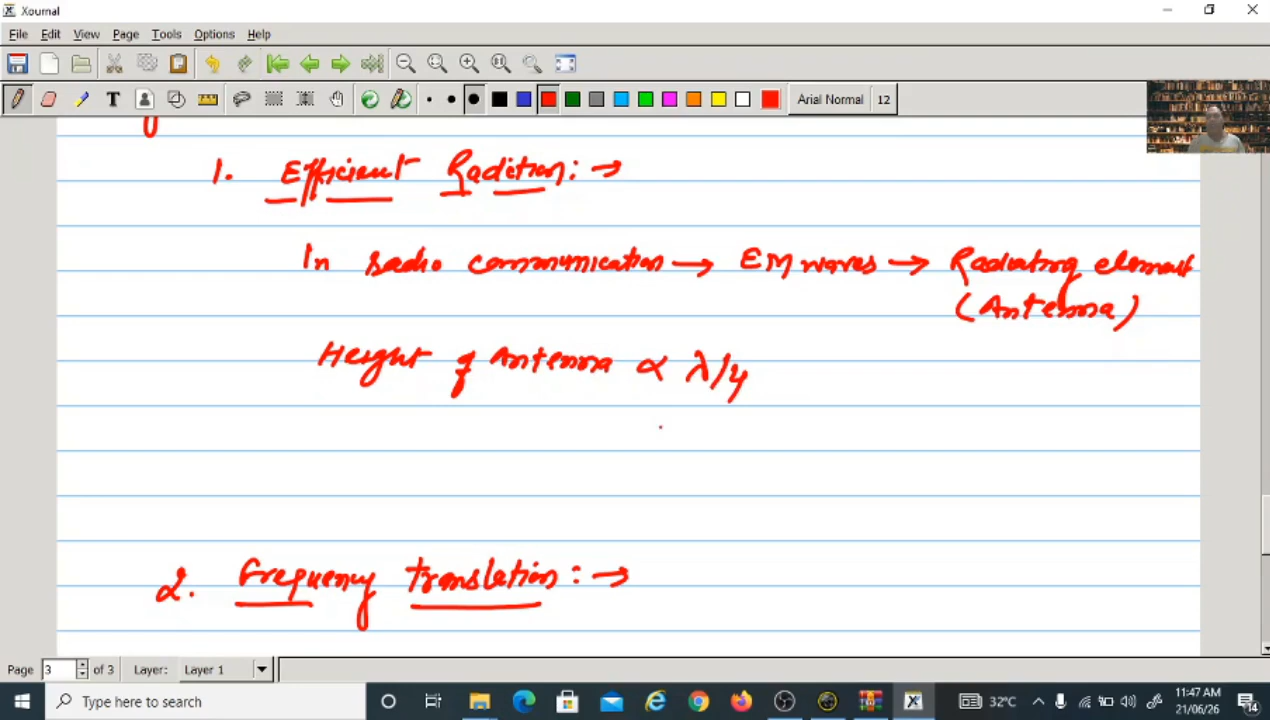 Xournal
File Edit View Page Tools Options Help
Arial Normal 12
1. Efficient Radition:→
In radio communication → EM waves → Radiating element
(Antenna)
Height of Antenna ∝ λ/4
2. Frequency translation:→
Page 3 of 3 Layer: Layer 1
Type here to search
32°C
11:47 AM
21/06/26
14